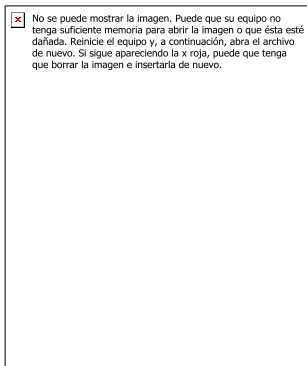 No se puede mostrar la imagen. Puede que su equipo no
tenga suficiente memoria para abrir la imagen o que ésta esté
dañada. Reinicie el equipo y, a continuación, abra el archivo
de nuevo. Si sigue apareciendo la x roja, puede que tenga
que borrar la imagen e insertarla de nuevo.